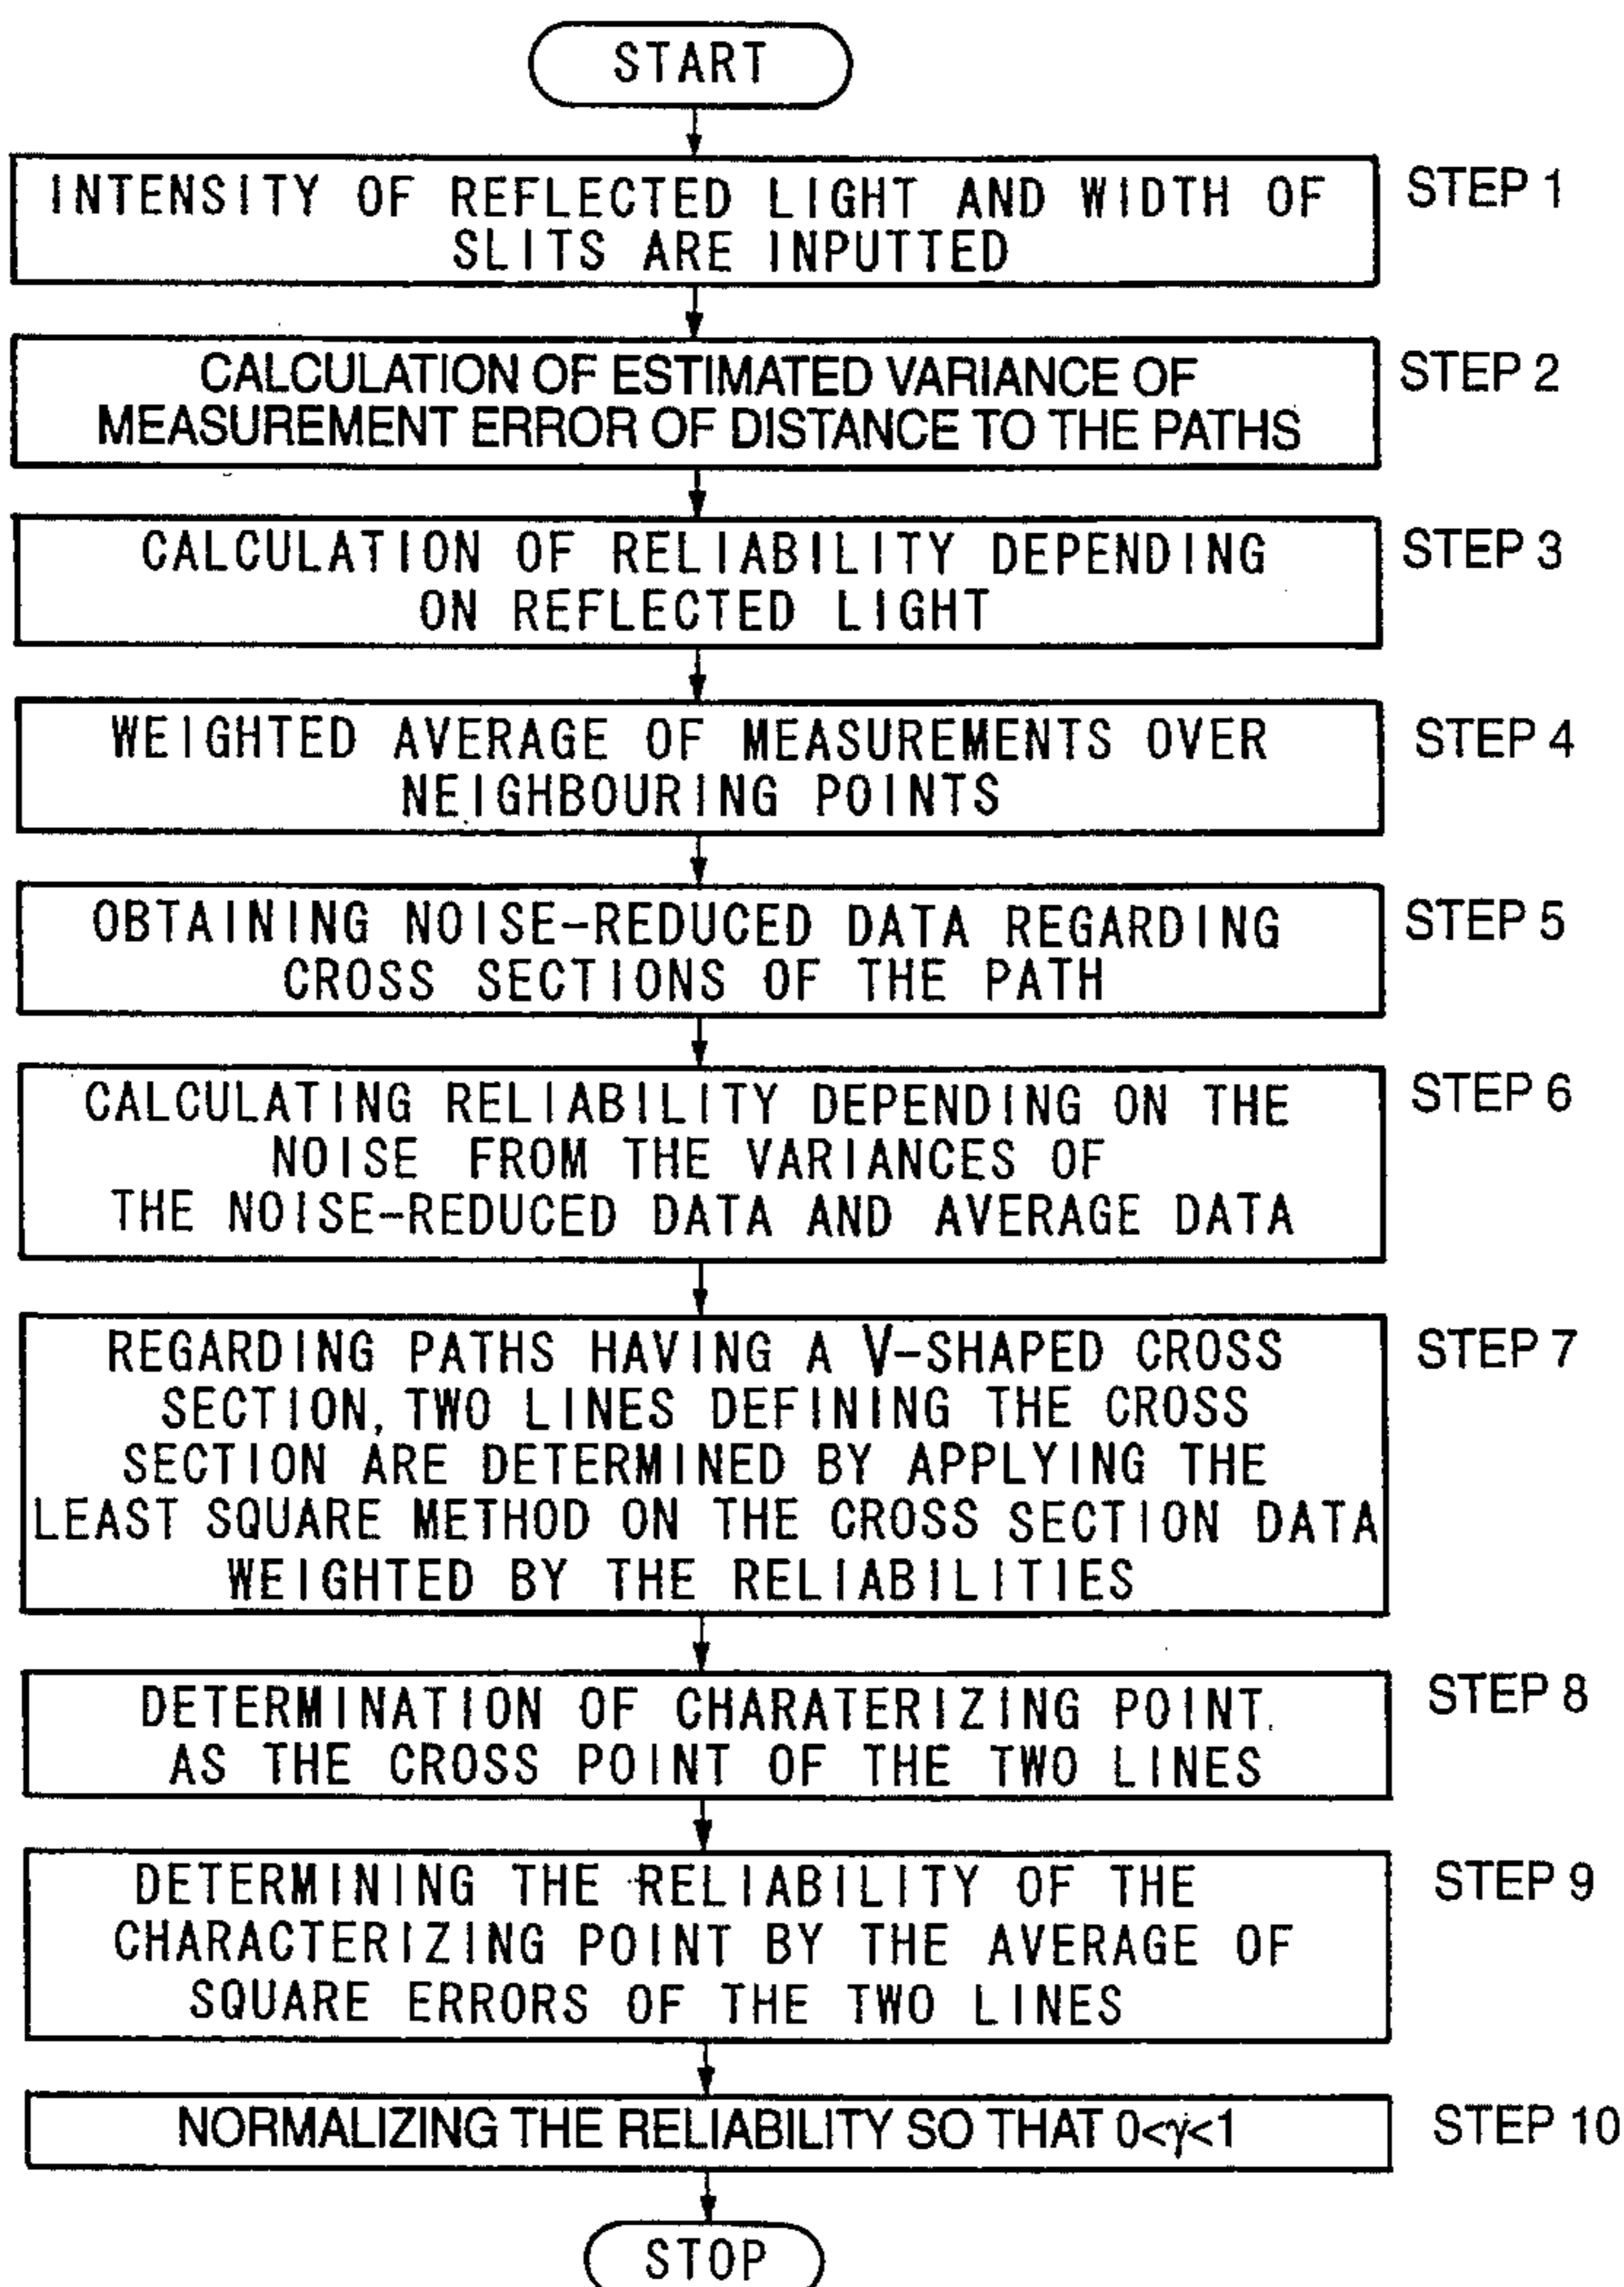 START
INTENSITY OF REFLECTED LIGHT AND WIDTH OF
SLITS ARE INPUTTED
STEP 1
CALCULATION OF ESTIMATED VARIANCE OF
MEASUREMENT ERROR OF DISTANCE TO THE PATHS
STEP 2
CALCULATION OF RELIABILITY DEPENDING
ON REFLECTED LIGHT
STEP 3
WEIGHTED AVERAGE OF MEASUREMENTS OVER
NEIGHBOURING POINTS
STEP 4
OBTAINING NOISE-REDUCED DATA REGARDING
CROSS SECTIONS OF THE PATH
STEP 5
CALCULATING RELIABILITY DEPENDING ON THE
NOISE FROM THE VARIANCES OF
THE NOISE-REDUCED DATA AND AVERAGE DATA
STEP 6
REGARDING PATHS HAVING A V-SHAPED CROSS
SECTION, TWO LINES DEFINING THE CROSS
SECTION ARE DETERMINED BY APPLYING THE
LEAST SQUARE METHOD ON THE CROSS SECTION DATA
WEIGHTED BY THE RELIABILITIES
STEP 7
DETERMINATION OF CHARATERIZING POINT
AS THE CROSS POINT OF THE TWO LINES
STEP 8
DETERMINING THE RELIABILITY OF THE
CHARACTERIZING POINT BY THE AVERAGE OF
SQUARE ERRORS OF THE TWO LINES
STEP 9
NORMALIZING THE RELIABILITY SO THAT 0<γ<1
STEP 10
STOP